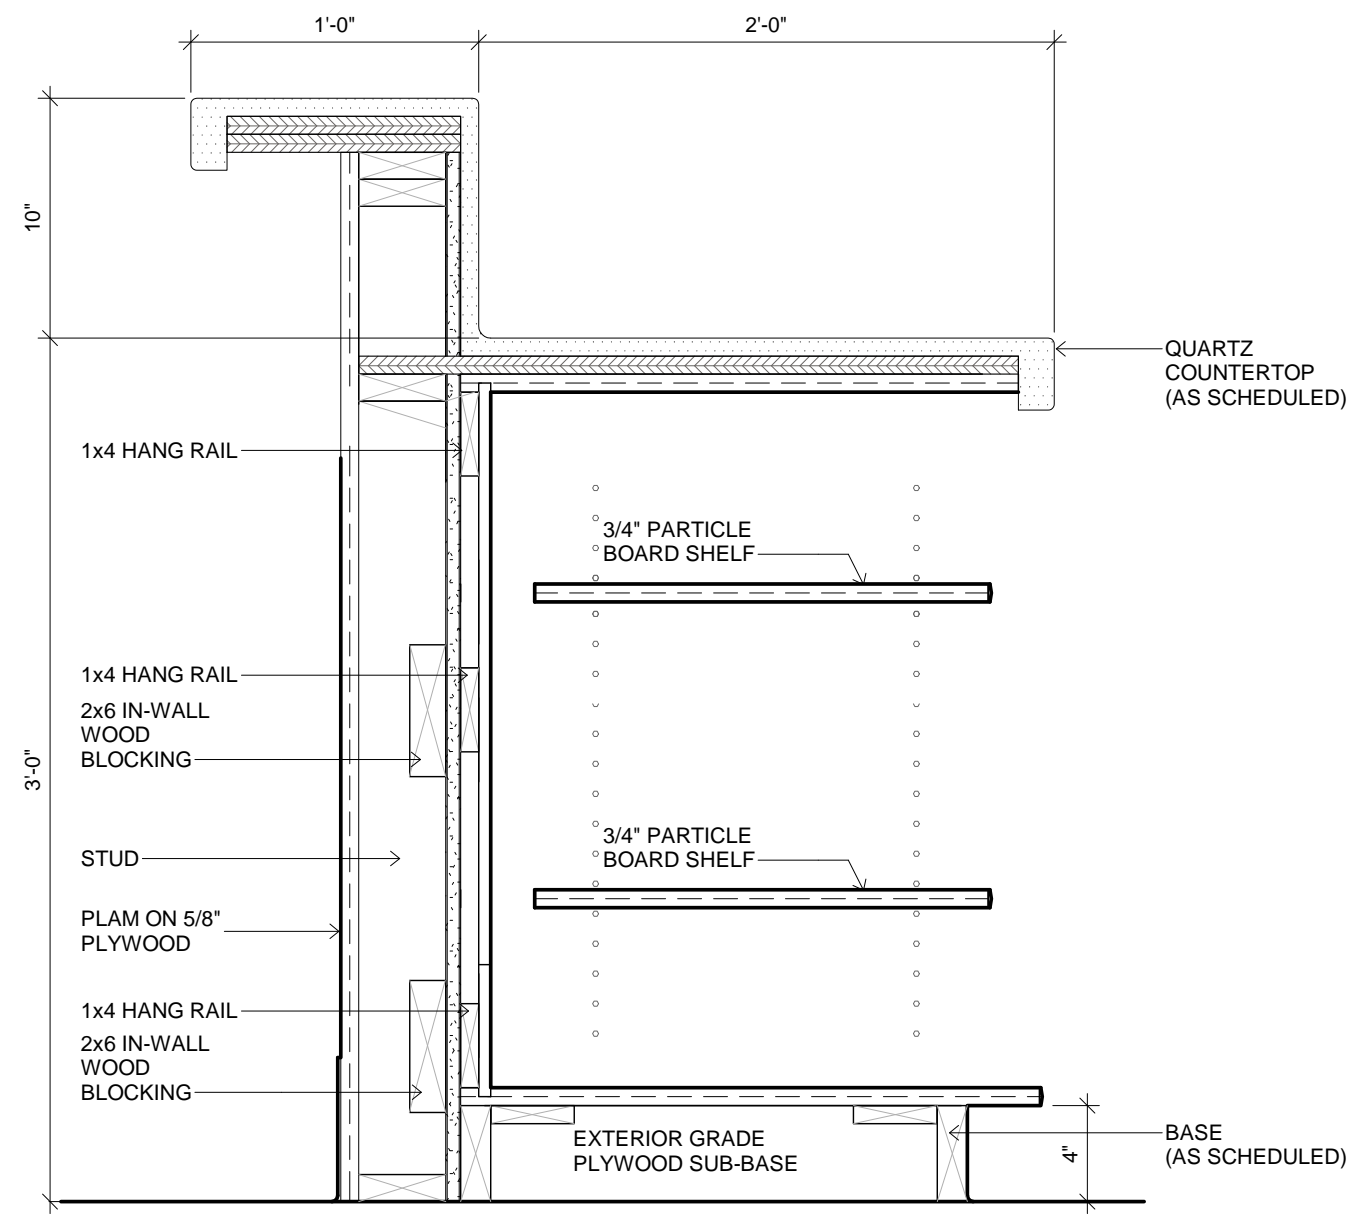 1'-0"
2'-0"
10"
QUARTZ
COUNTERTOP
(AS SCHEDULED)
1x4 HANG RAIL
3/4" PARTICLE
BOARD SHELF
1x4 HANG RAIL
2x6 IN-WALL
WOOD
BLOCKING
3'-0"
3/4" PARTICLE
BOARD SHELF
STUD
PLAM ON 5/8"
PLYWOOD
1x4 HANG RAIL
2x6 IN-WALL
WOOD
BLOCKING
EXTERIOR GRADE
PLYWOOD SUB-BASE
4"
BASE
(AS SCHEDULED)